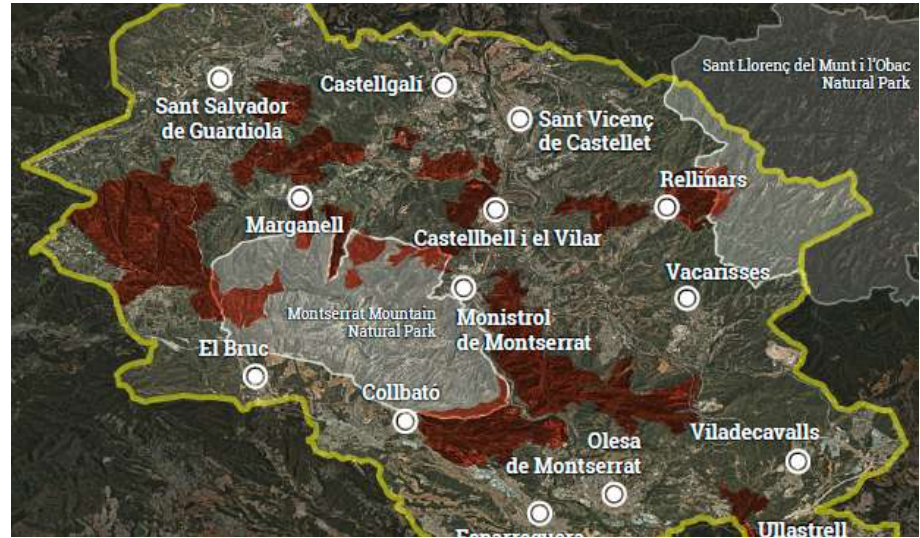 Sant Llorenç del Munt i l'Obac
Natural Park
Castellgalí
Sant Salvador
de Guardiola
Sant Vicenç
de Castellet
Rellinars
Marganell
Castellbell i el Vilar
Vacarisses
Montserrat Mountain
Natural Park
Monistrol
de Montserrat
El Bruc
Collbató
Olesa
de Montserrat
Viladecavalls
Esparreguera
Ullastrell